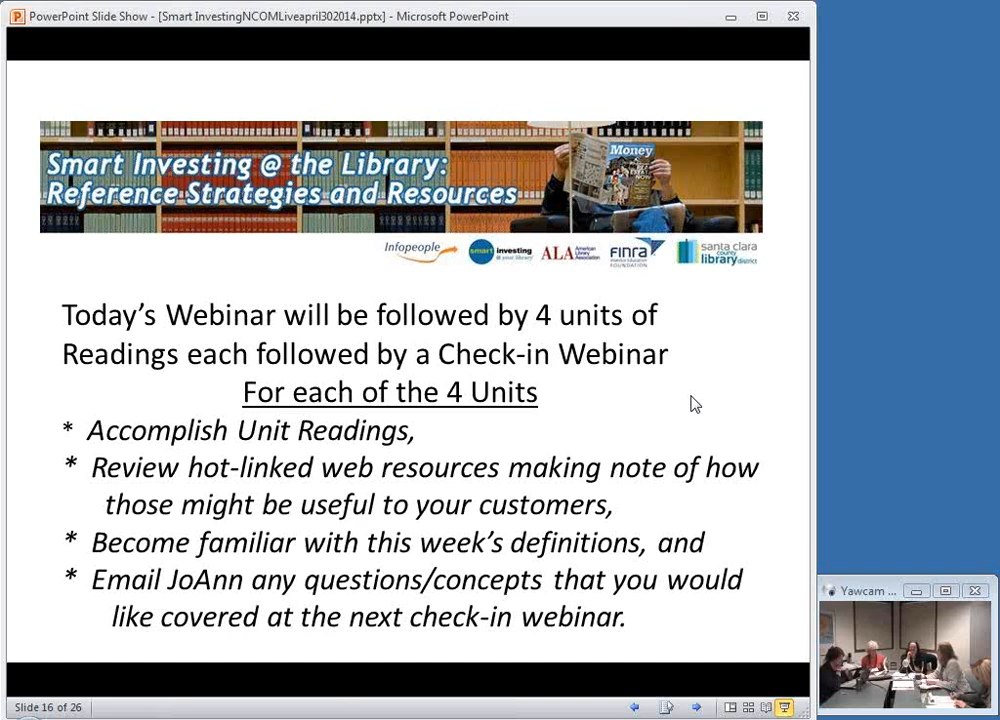 PowerPoint Slide Show - [Smart InvestingNCOMLiveapril302014.pptx] - Microsoft PowerPoint
Smart Investing @ the Library:
Reference Strategies and Resources
Money
Infopeople
smart investing
@ your library
ALA American Library Association
FINRA
FOUNDATION
santa clara
county
library district
Today's Webinar will be followed by 4 units of
Readings each followed by a Check-in Webinar
For each of the 4 Units
* Accomplish Unit Readings,
* Review hot-linked web resources making note of how
those might be useful to your customers,
* Become familiar with this week's definitions, and
* Email JoAnn any questions/concepts that you would
like covered at the next check-in webinar.
Yawcam ...
Slide 16 of 26